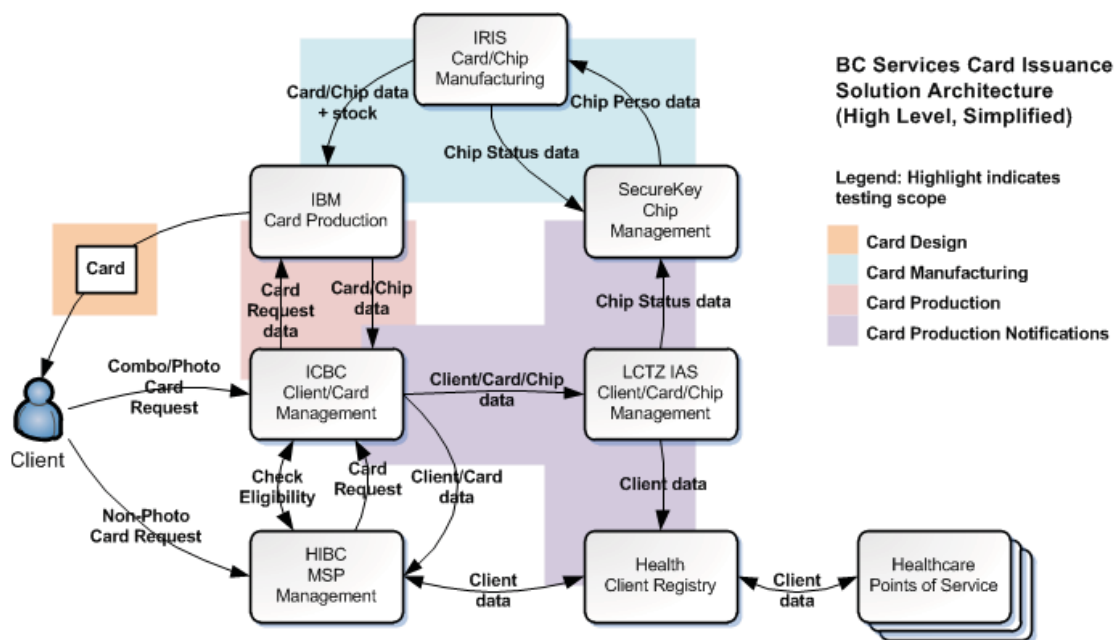 IRIS
Card/Chip
Manufacturing
BC Services Card Issuance
Solution Architecture
(High Level, Simplified)
Card/Chip data
+ stock
Chip Perso data
Chip Status data
Legend: Highlight indicates
testing scope
Card Design
Card Manufacturing
Card Production
Card Production Notifications
IBM
Card Production
SecureKey
Chip
Management
Card
Card
Request
data
Card/Chip
data
Chip Status data
Combo/Photo
Card
Request
ICBC
Client/Card
Management
Client/Card/Chip
data
LCTZ IAS
Client/Card/Chip
Management
Client
Check
Eligibility
Card
Request
Client/Card
data
Client data
Non-Photo
Card Request
HIBC
MSP
Management
Client
data
Health
Client Registry
Client
data
Healthcare
Points of Service